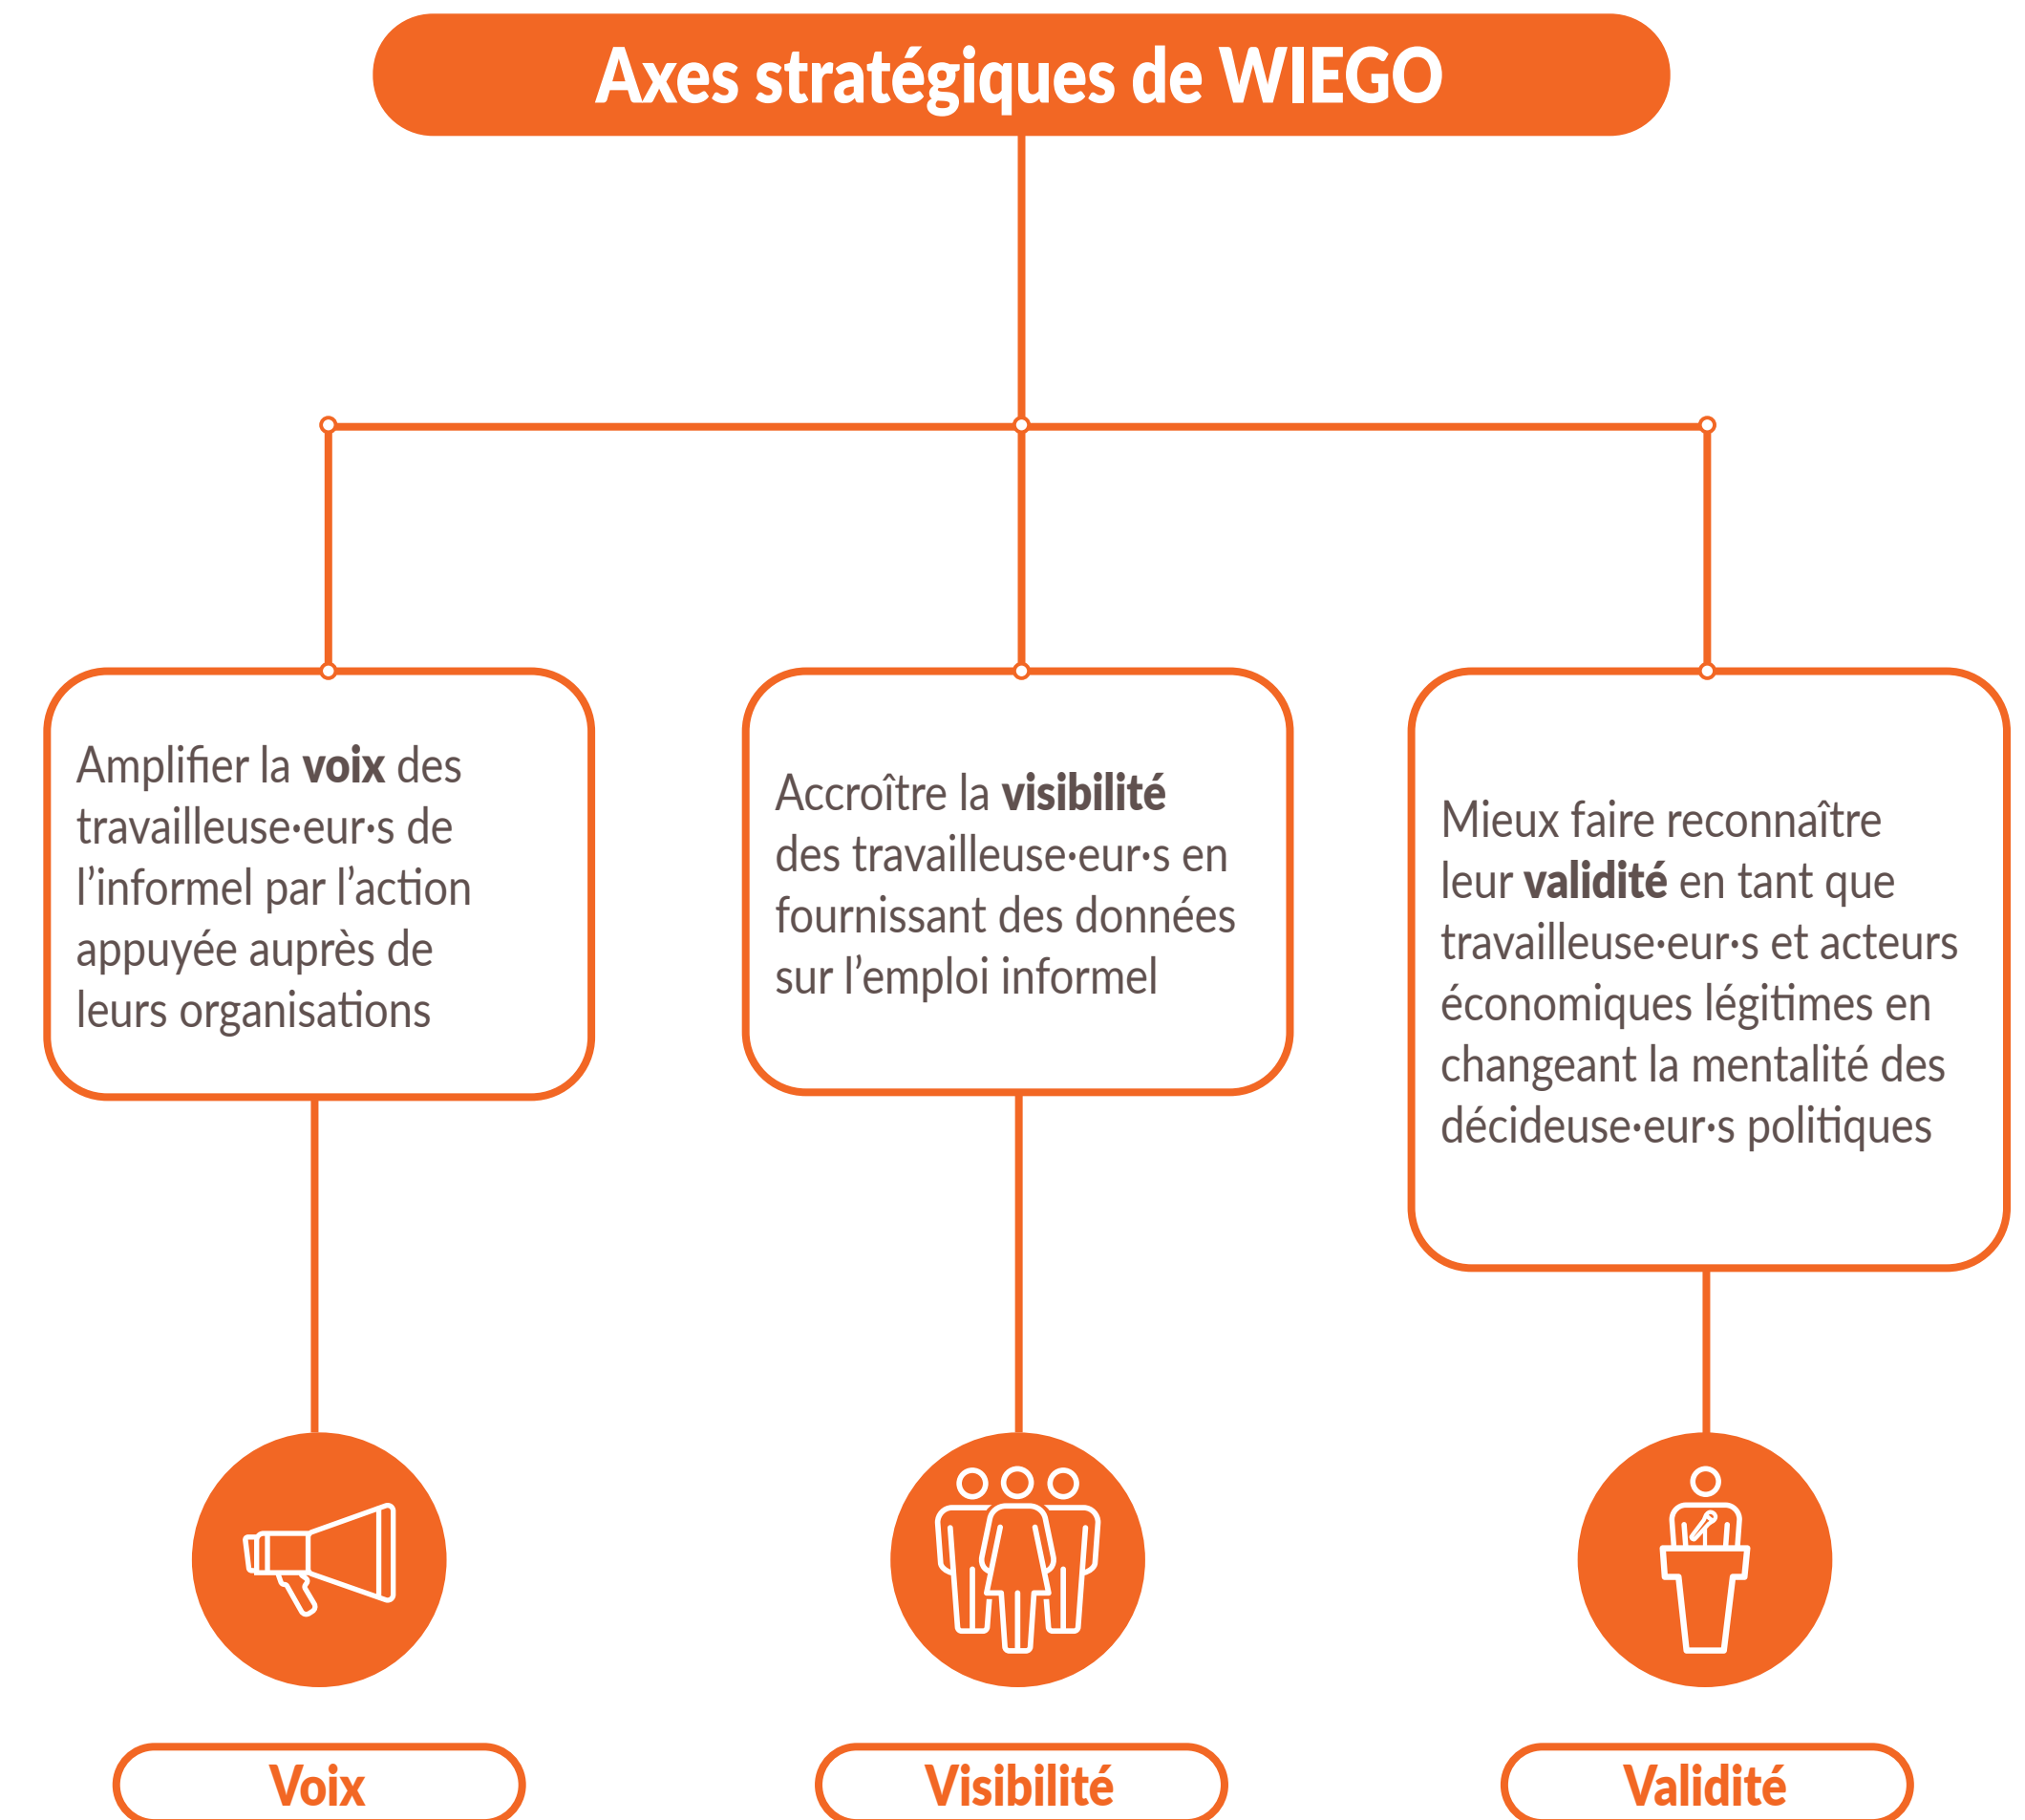 Axes stratégiques de WIEGO
Amplifier la voix des
travailleuse·eur·s de
l’informel par l’action
appuyée auprès de
leurs organisations
Accroître la visibilité
des travailleuse·eur·s en
fournissant des données
sur l’emploi informel
Mieux faire reconnaître
leur validité en tant que
travailleuse·eur·s et acteurs
économiques légitimes en
changeant la mentalité des
décideuse·eur·s politiques
Voix
Visibilité
Validité